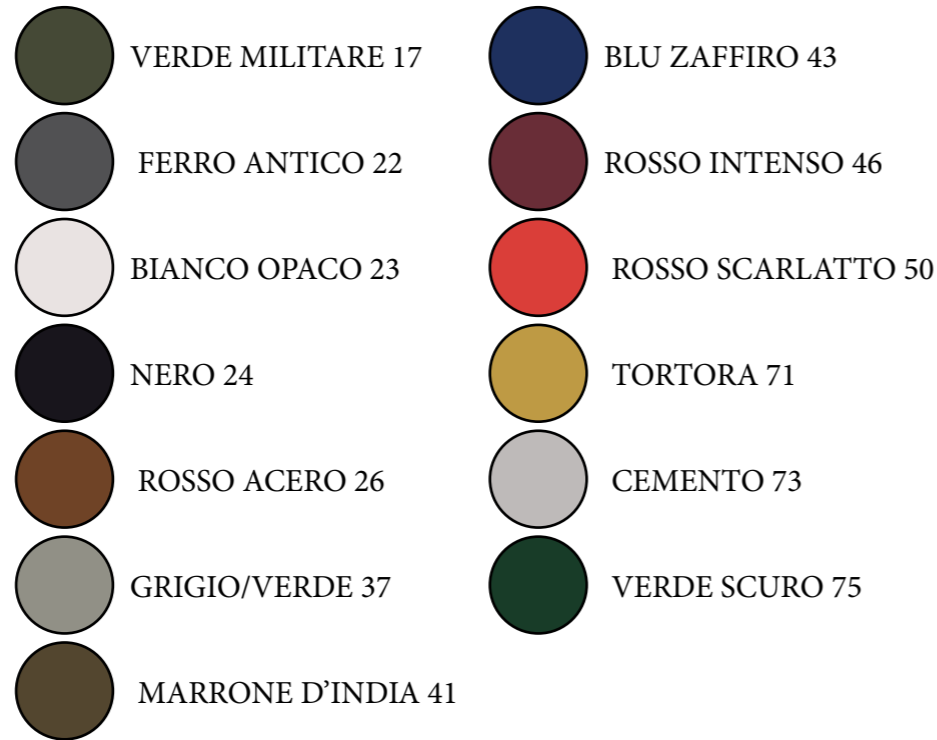 VERDE MILITARE 17
FERRO ANTICO 22
BIANCO OPACO 23
NERO 24
ROSSO ACERO 26
GRIGIO/VERDE 37
MARRONE D’INDIA 41
BLU ZAFFIRO 43
ROSSO INTENSO 46
ROSSO SCARLATTO 50
TORTORA 71
CEMENTO 73
VERDE SCURO 75